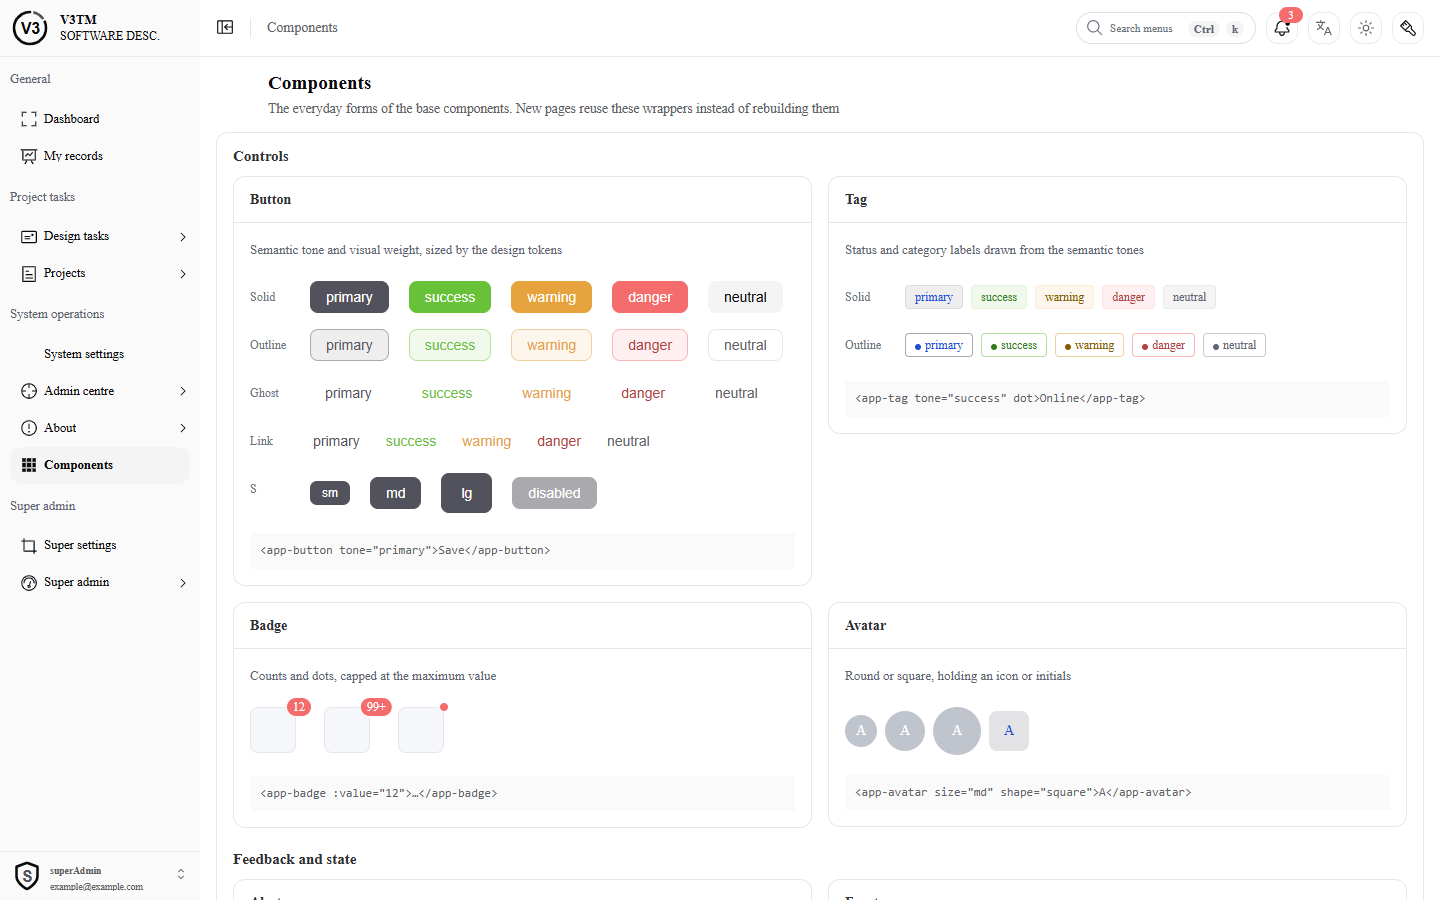 V3
V3TM
SOFTWARE DESC.
Components
Search menus Ctrl k
3
General
Dashboard
My records
Project tasks
Design tasks
Projects
System operations
System settings
Admin centre
About
Components
Super admin
Super settings
Super admin
S
superAdmin
example@example.com
Components
The everyday forms of the base components. New pages reuse these wrappers instead of rebuilding them
Controls
Button
Semantic tone and visual weight, sized by the design tokens
Solid primary success warning danger neutral
Outline primary success warning danger neutral
Ghost primary success warning danger neutral
Link primary success warning danger neutral
S sm md lg disabled
<app-button tone="primary">Save</app-button>
Tag
Status and category labels drawn from the semantic tones
Solid primary success warning danger neutral
Outline primary success warning danger neutral
<app-tag tone="success" dot>Online</app-tag>
Badge
Counts and dots, capped at the maximum value
12 99+
<app-badge :value="12">…</app-badge>
Avatar
Round or square, holding an icon or initials
A A A A
<app-avatar size="md" shape="square">A</app-avatar>
Feedback and state